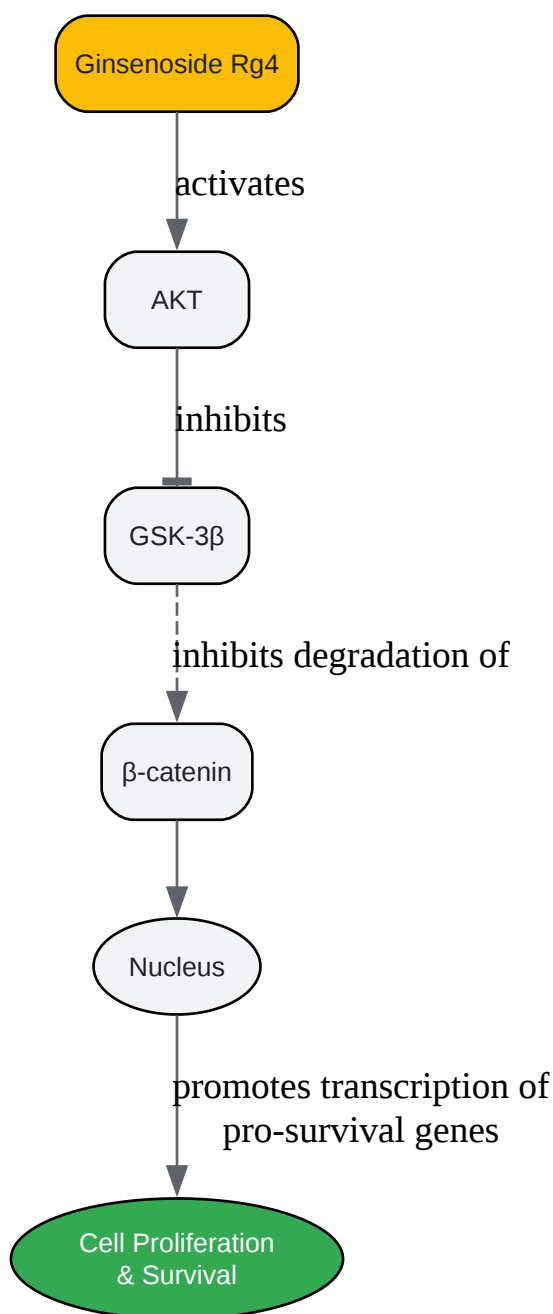 Ginsenoside Rg4
activates
AKT
inhibits
GSK-3β
inhibits degradation of
β-catenin
Nucleus
promotes transcription of
pro-survival genes
Cell Proliferation
& Survival